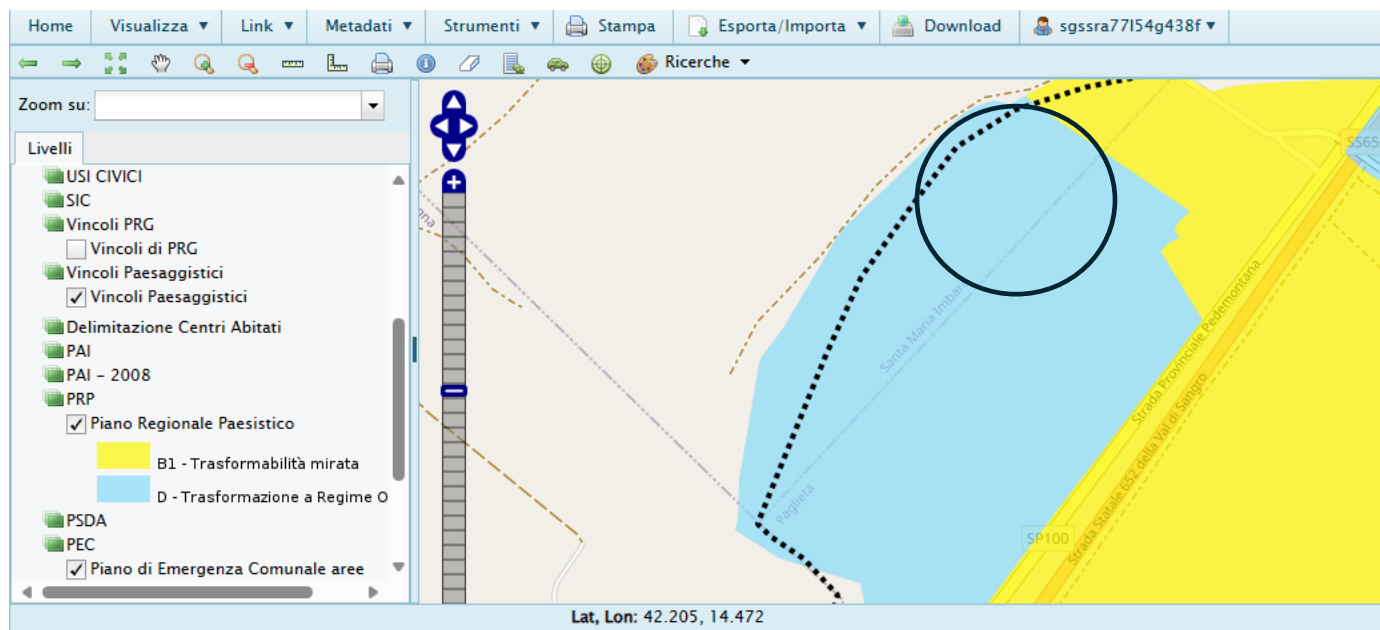 Home Visualizza ▼ Link ▼ Metadati ▼ Strumenti ▼ Stampa Esporta/Importa ▼ Download sgssra77l54g438f ▼
Ricerche ▼
Zoom su:
Livelli
USI CIVICI
SIC
Vincoli PRG
Vincoli di PRG
Vincoli Paesaggistici
Vincoli Paesaggistici
Delimitazione Centri Abitati
PAI
PAI - 2008
PRP
Piano Regionale Paesistico
B1 - Trasformabilità mirata
D - Trasformazione a Regime O
PSDA
PEC
Piano di Emergenza Comunale aree
gna
SS65
Santa Maria Imbar
Paglieta
Strada Provinciale Pedemontana
Strada Statale 652 della Val di Sangro
SP100
Lat, Lon: 42.205, 14.472